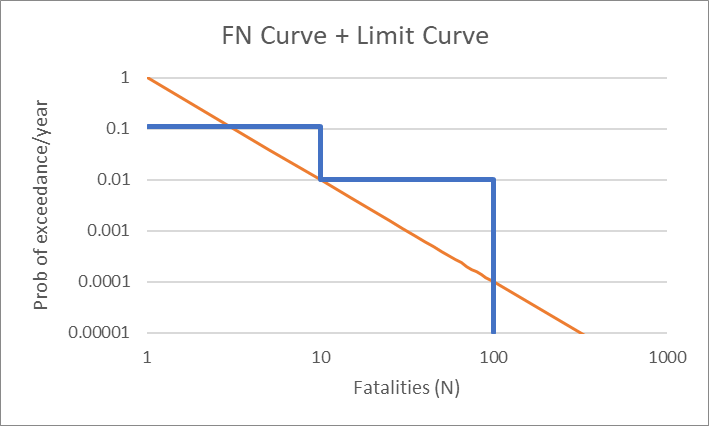 FN Curve + Limit Curve
Prob of exceedance/year
1
0.1
0.01
0.001
0.0001
0.00001
1 10 100 1000
Fatalities (N)